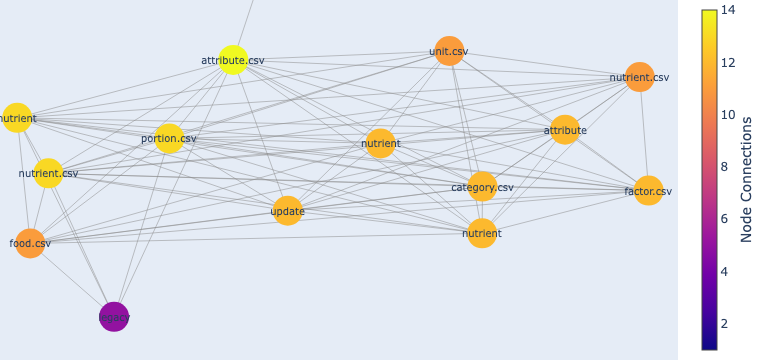 attribute.csv
unit.csv
nutrient.csv
nutrient
portion.csv
nutrient
attribute
nutrient.csv
category.csv
factor.csv
update
food.csv
nutrient
legacy
14
12
10
8
6
4
2
Node Connections